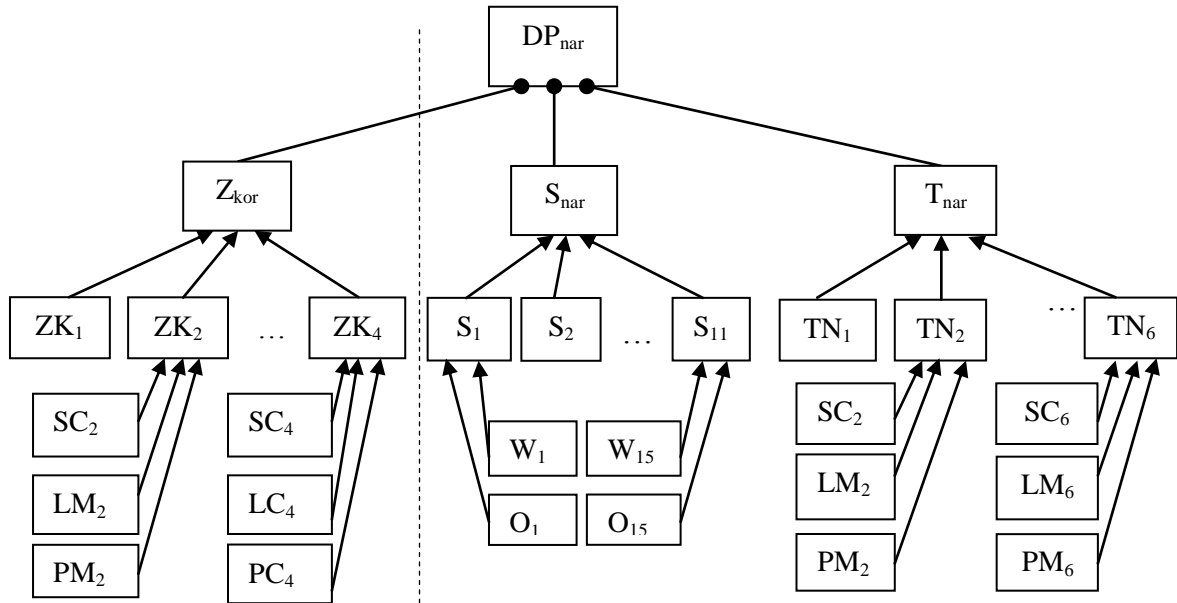 DPnar
Zkor
Snar
Tnar
ZK1
ZK2
…
ZK4
S1
S2
…
S11
TN1
TN2
…
TN6
SC2
SC4
W1
W15
SC2
SC6
LM2
LC4
O1
O15
LM2
LM6
PM2
PC4
PM2
PM6